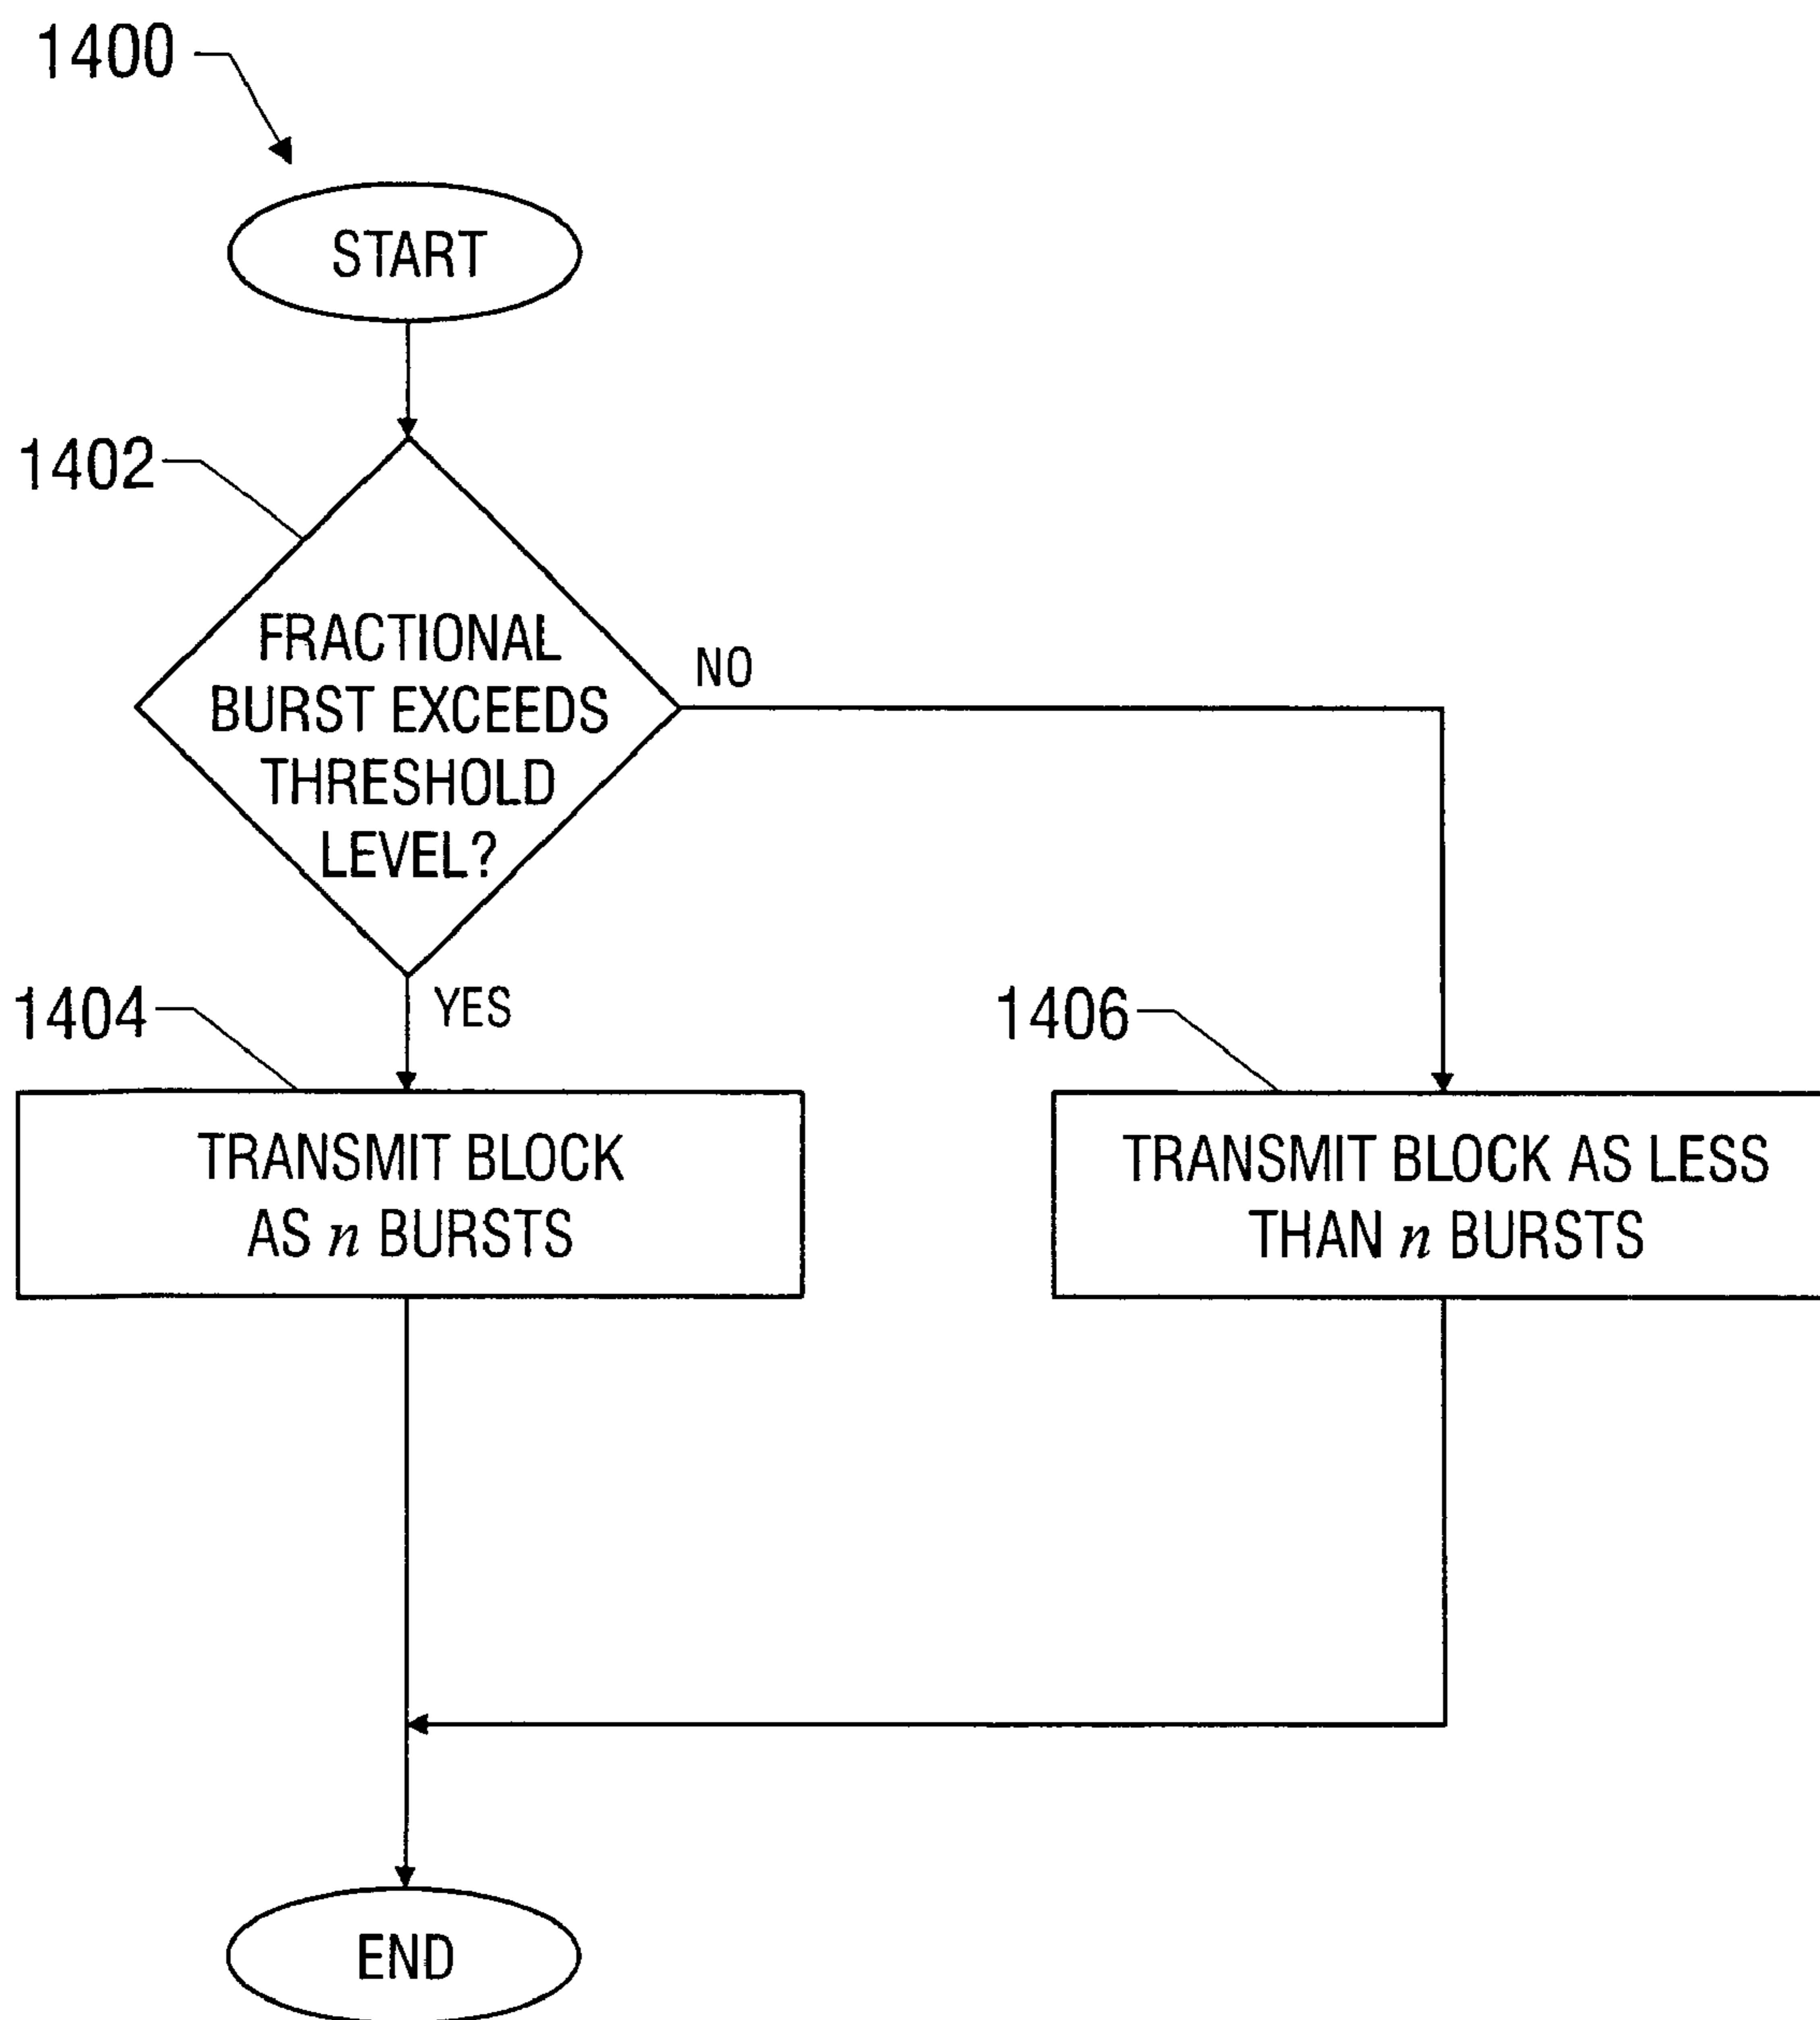 1400
START
1402
FRACTIONAL
BURST EXCEEDS
THRESHOLD
LEVEL?
NO
YES
1404
TRANSMIT BLOCK
AS n BURSTS
1406
TRANSMIT BLOCK AS LESS
THAN n BURSTS
END